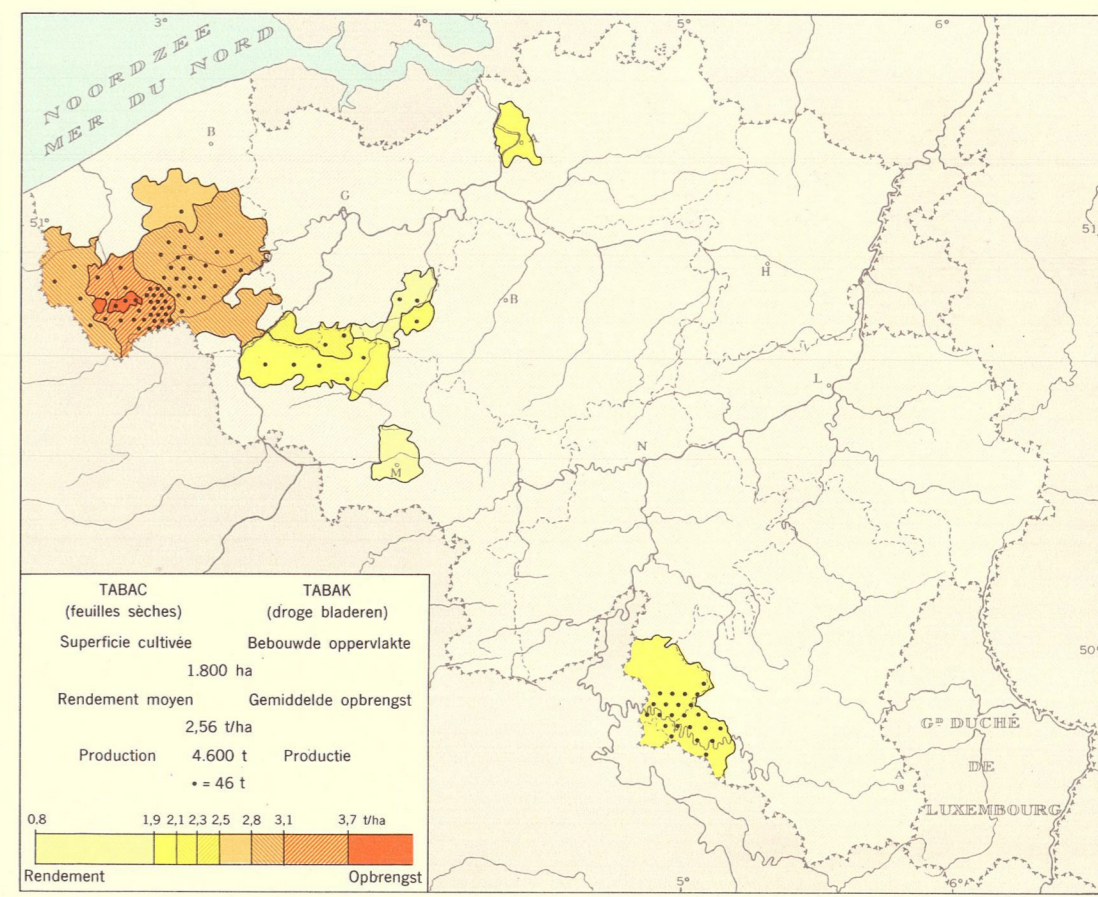 3° 4° 5° 6°
NOORDZEE
MER DU NORD
B
A
G
51° 51
H
B
L
N
M
50°
TABAC TABAK
(feuilles sèches) (droge bladeren)
Superficie cultivée Bebouwde oppervlakte
1.800 ha
Rendement moyen Gemiddelde opbrengst
2,56 t/ha
Production 4.600 t Productie
• = 46 t
0,8 1,9 2,1 2,3 2,5 2,8 3,1 3,7 t/ha
Rendement Opbrengst
Gᴰ DUCHÉ
DE
LUXEMBOURG
A
5° 6°